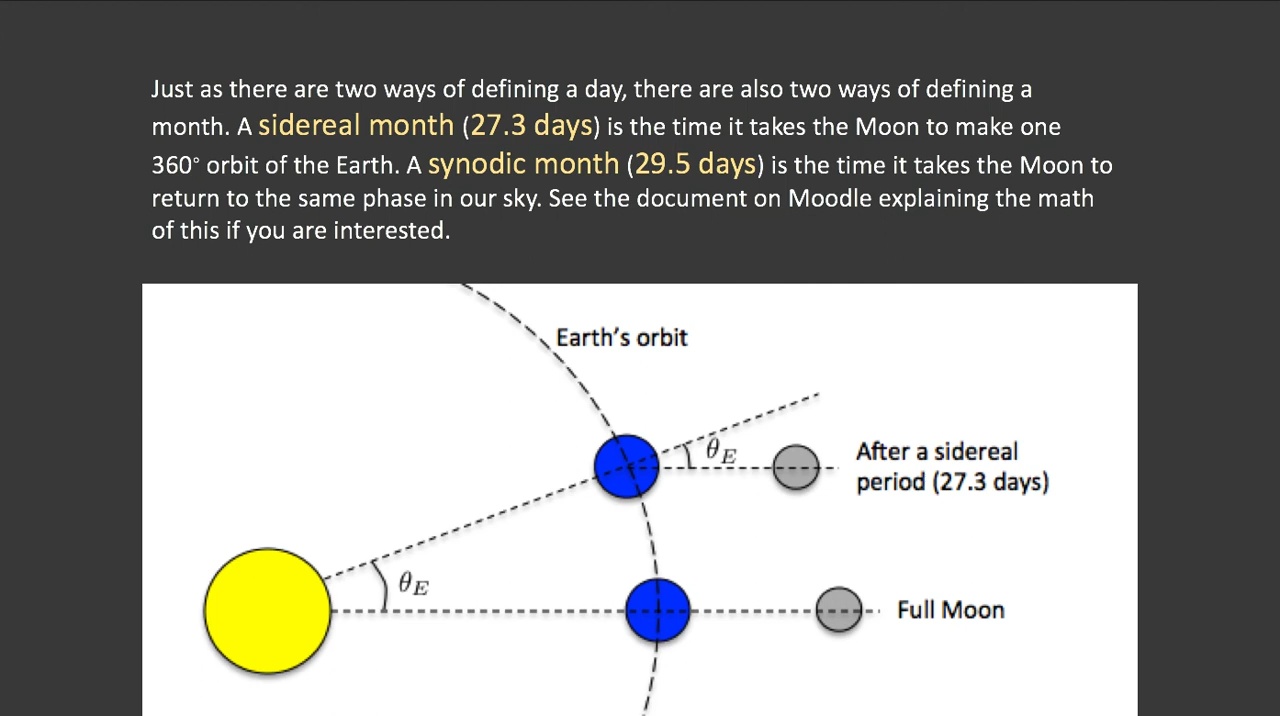 Just as there are two ways of defining a day, there are also two ways of defining a
month. A sidereal month (27.3 days) is the time it takes the Moon to make one
360° orbit of the Earth. A synodic month (29.5 days) is the time it takes the Moon to
return to the same phase in our sky. See the document on Moodle explaining the math
of this if you are interested.
Earth's orbit
θE
After a sidereal
period (27.3 days)
θE
Full Moon